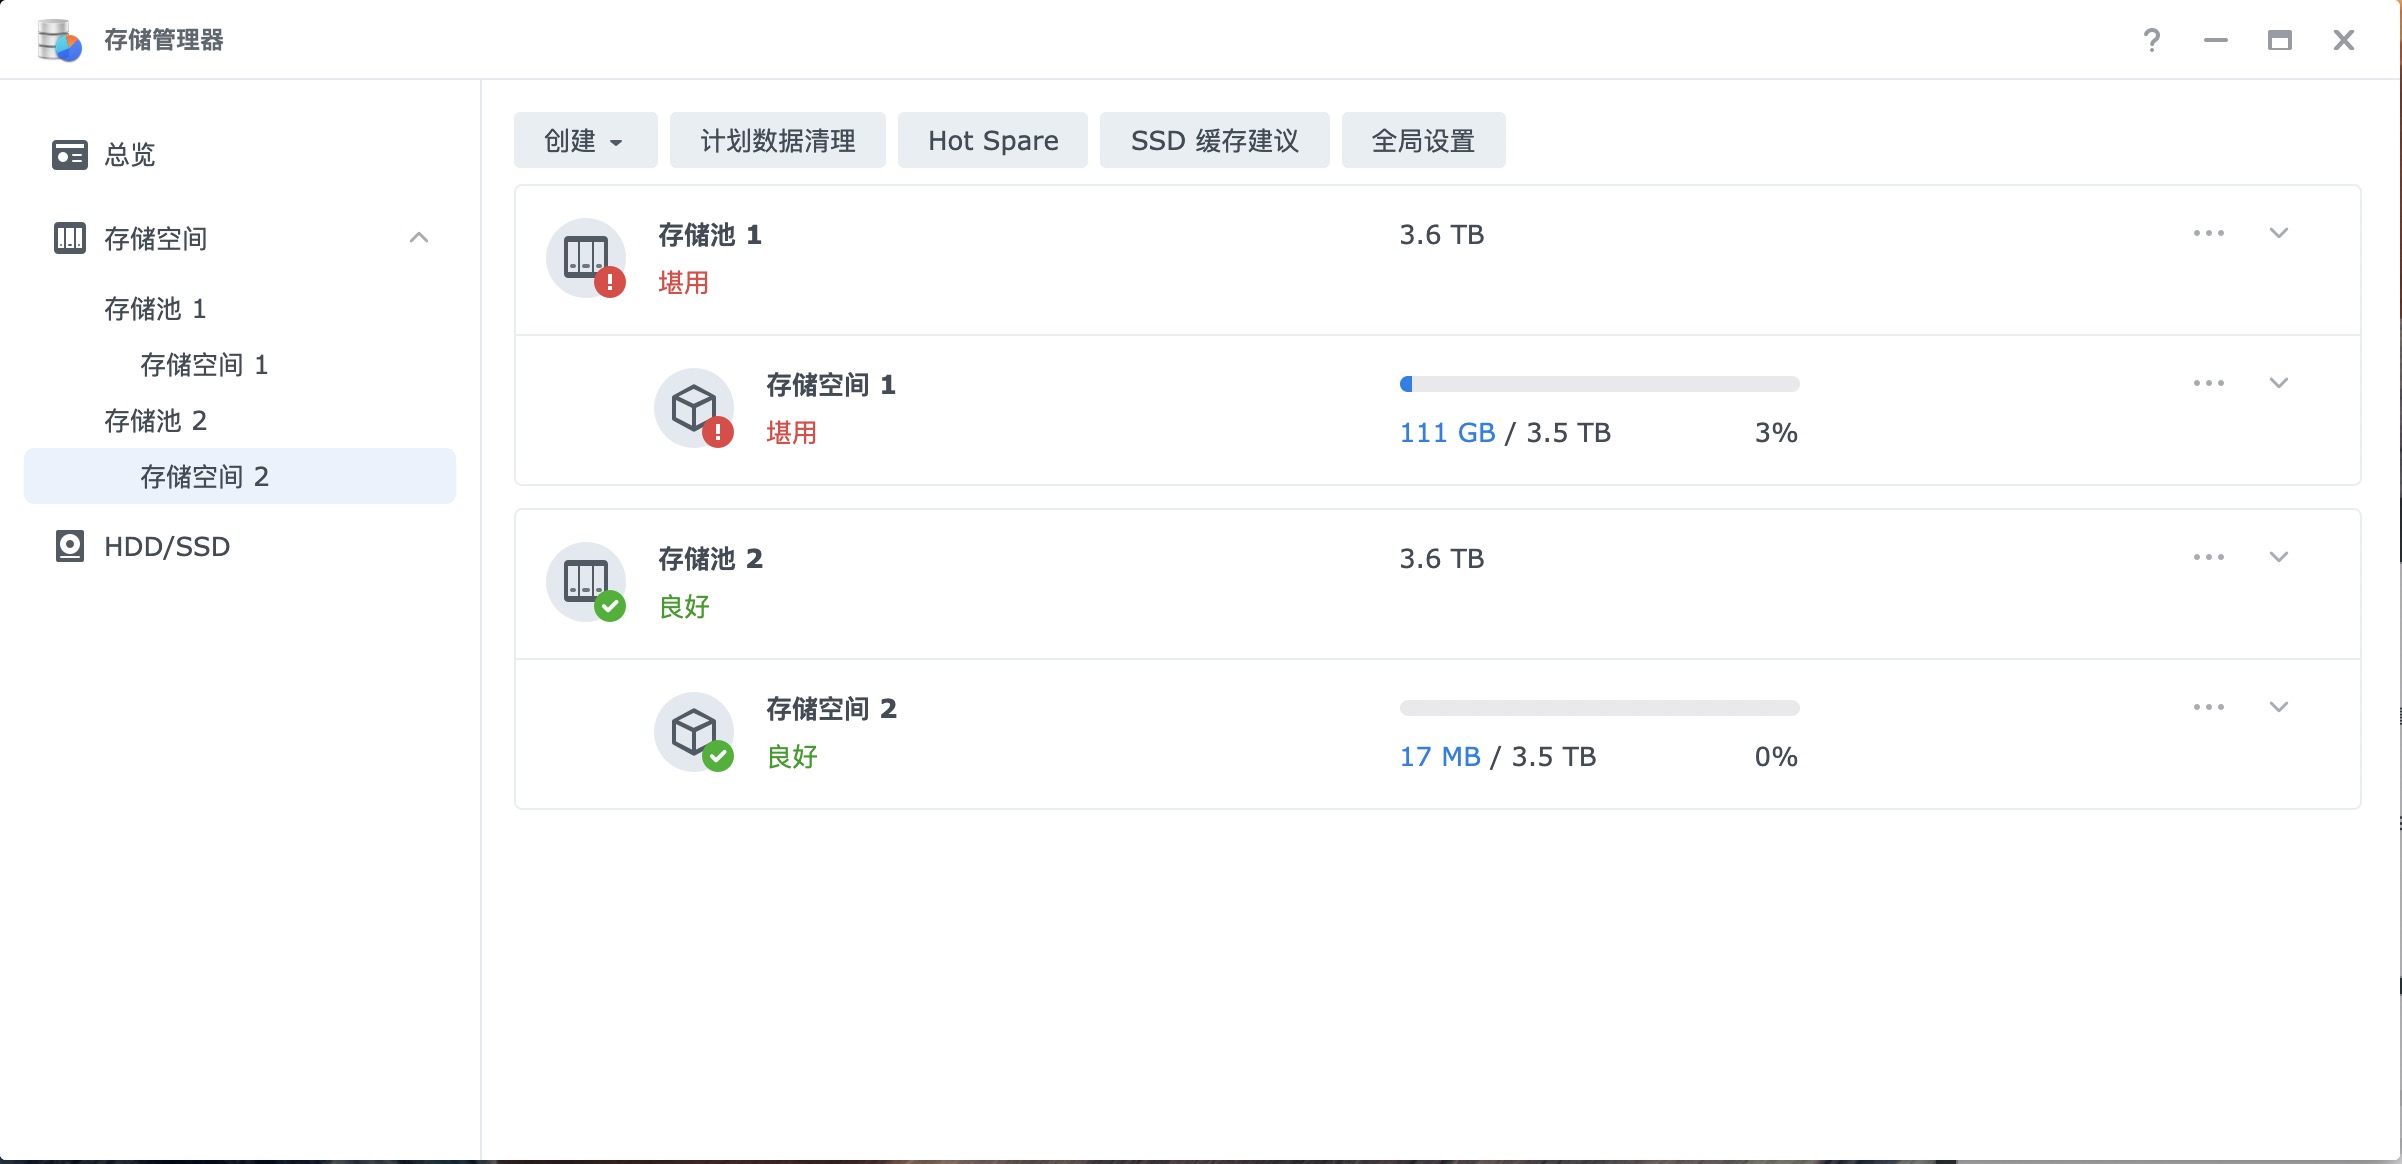 存储管理器
总览
存储空间
存储池 1
存储空间 1
存储池 2
存储空间 2
HDD/SSD
创建
计划数据清理
Hot Spare
SSD 缓存建议
全局设置
存储池 1
3.6 TB
堪用
存储空间 1
堪用
111 GB / 3.5 TB
3%
存储池 2
3.6 TB
良好
存储空间 2
良好
17 MB / 3.5 TB
0%